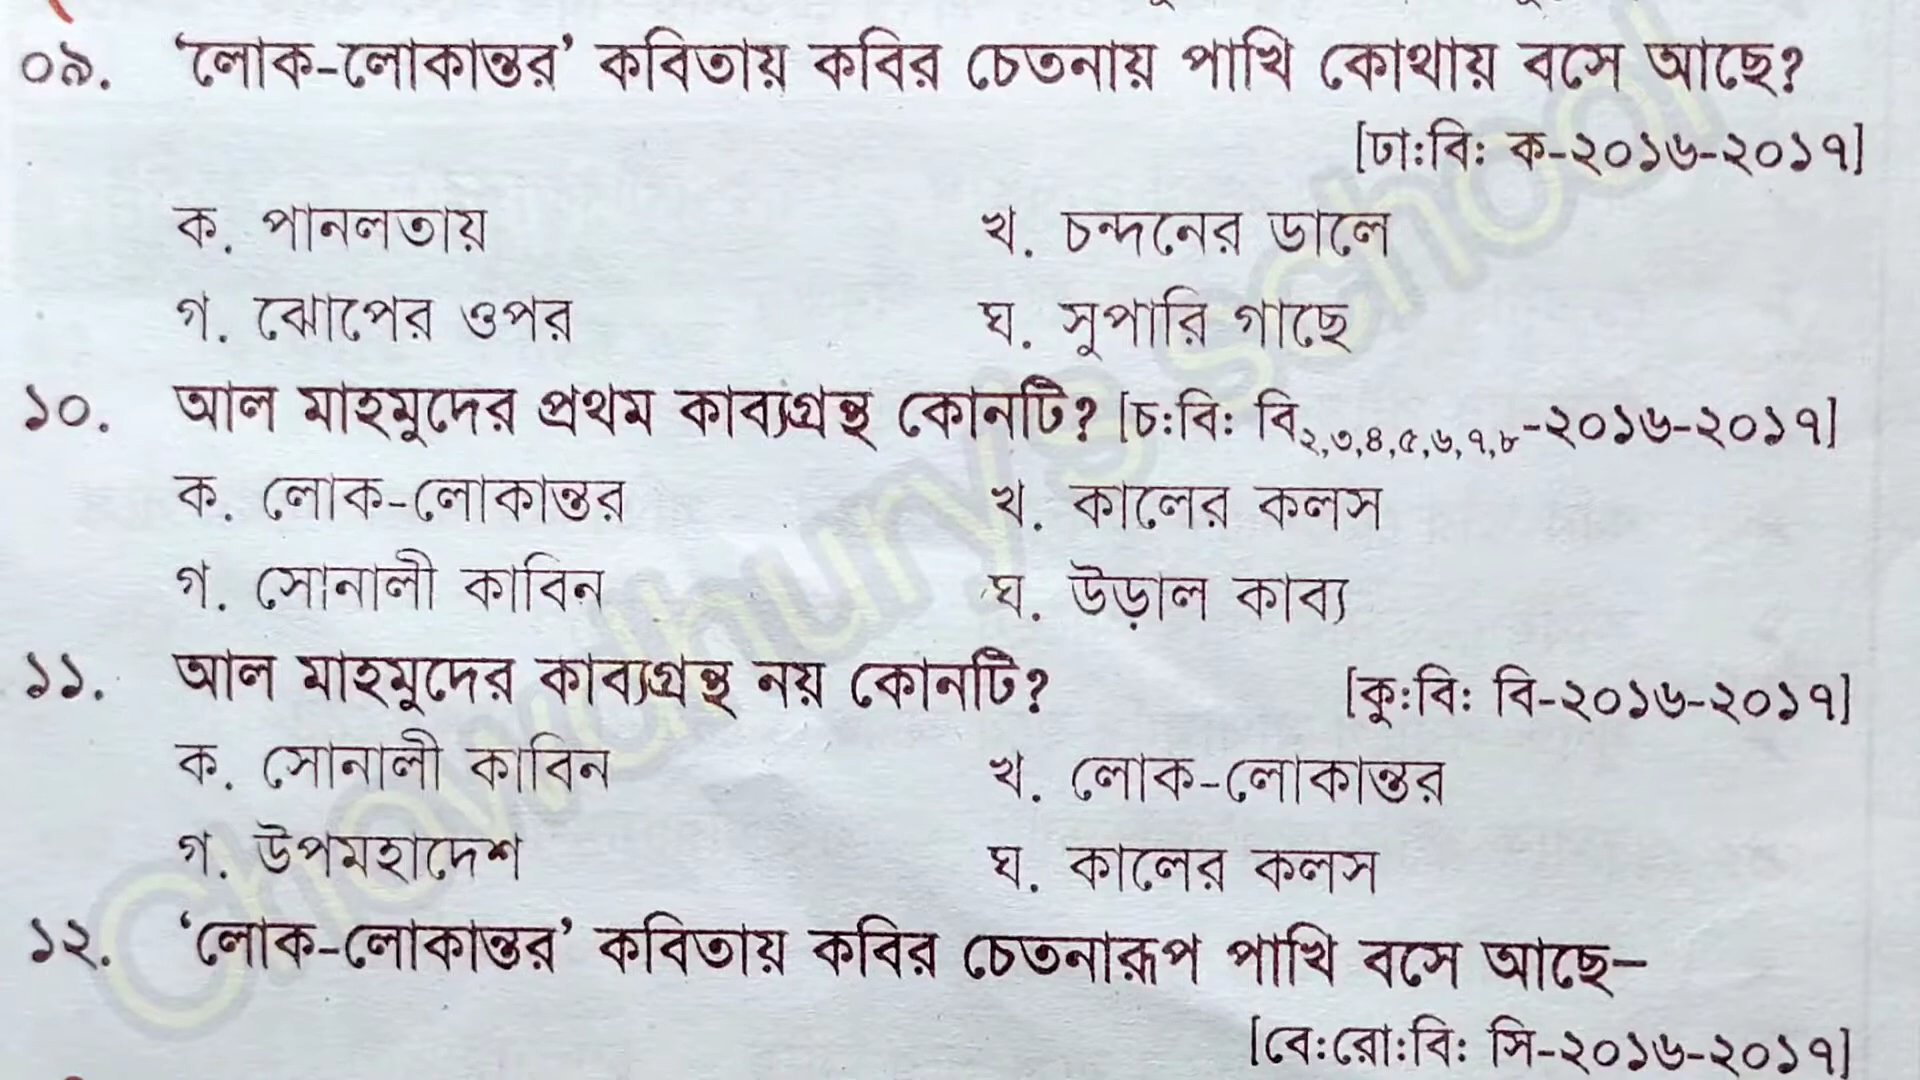 ০৯. ‘লোক-লোকান্তর’ কবিতায় কবির চেতনায় পাখি কোথায় বসে আছে?
[ঢা:বি: ক-২০১৬-২০১৭]
ক. পানলতায় খ. চন্দনের ডালে
গ. ঝোপের ওপর ঘ. সুপারি গাছে
১০. আল মাহমুদের প্রথম কাব্যগ্রন্থ কোনটি? [চ:বি: বি২,৩,৪,৫,৬,৭,৮-২০১৬-২০১৭]
ক. লোক-লোকান্তর খ. কালের কলস
গ. সোনালী কাবিন ঘ. উড়াল কাব্য
১১. আল মাহমুদের কাব্যগ্রন্থ নয় কোনটি? [কু:বি: বি-২০১৬-২০১৭]
ক. সোনালী কাবিন খ. লোক-লোকান্তর
গ. উপমহাদেশ ঘ. কালের কলস
১২. ‘লোক-লোকান্তর’ কবিতায় কবির চেতনারূপ পাখি বসে আছে–
[বে:রো:বি: সি-২০১৬-২০১৭]
Chowdhury's school